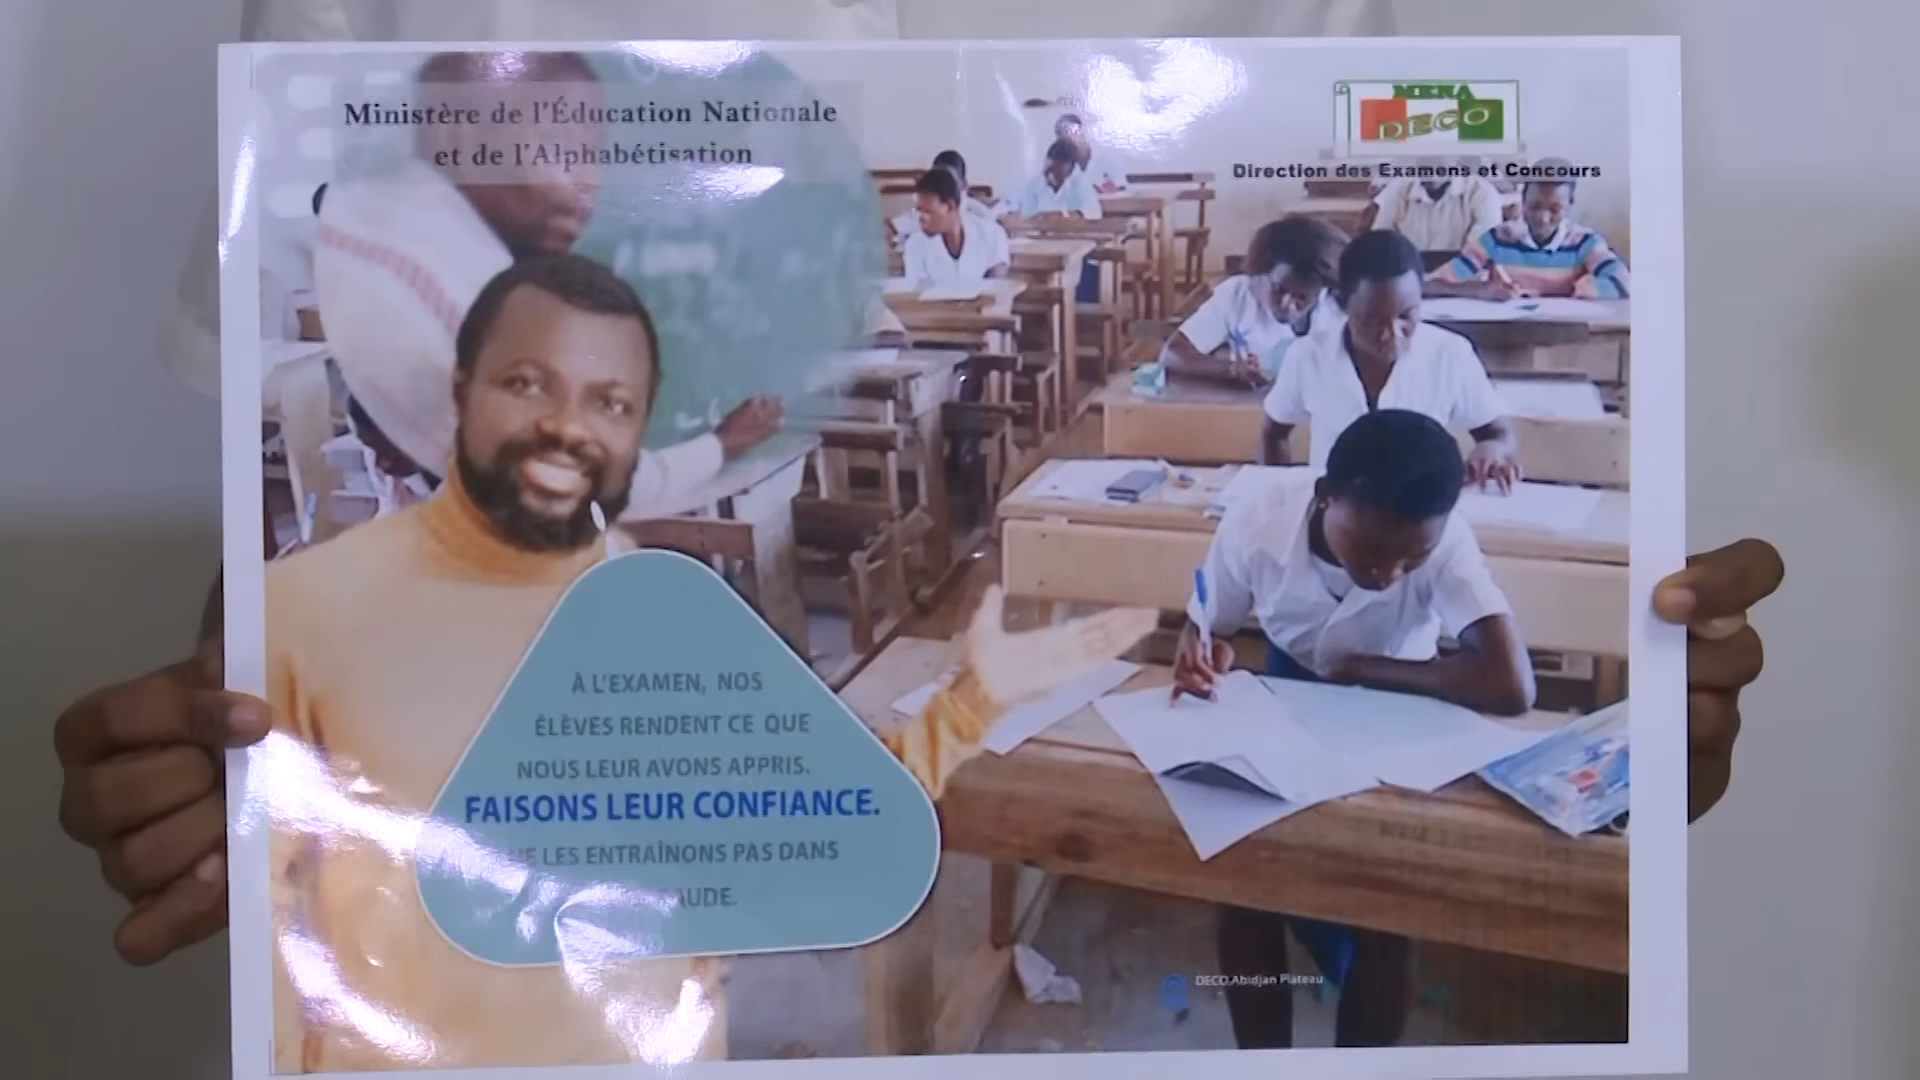 Ministère de l'Éducation Nationale
et de l'Alphabétisation
MENA
DECO
Direction des Examens et Concours
À L'EXAMEN, NOS
ÉLÈVES RENDENT CE QUE
NOUS LEUR AVONS APPRIS.
FAISONS LEUR CONFIANCE.
LES ENTRAÎNONS PAS DANS
DECO Abidjan Plateau